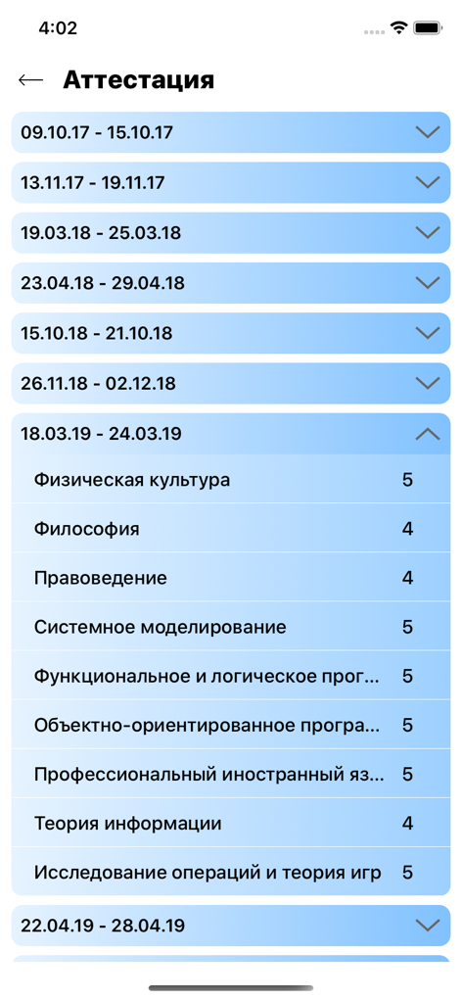 4:02
Аттестация
09.10.17 - 15.10.17
13.11.17 - 19.11.17
19.03.18 - 25.03.18
23.04.18 - 29.04.18
15.10.18 - 21.10.18
26.11.18 - 02.12.18
18.03.19 - 24.03.19
Физическая культура 5
Философия 4
Правоведение 4
Системное моделирование 5
Функциональное и логическое прог... 5
Объектно-ориентированное програ... 5
Профессиональный иностранный яз... 5
Теория информации 4
Исследование операций и теория игр 5
22.04.19 - 28.04.19